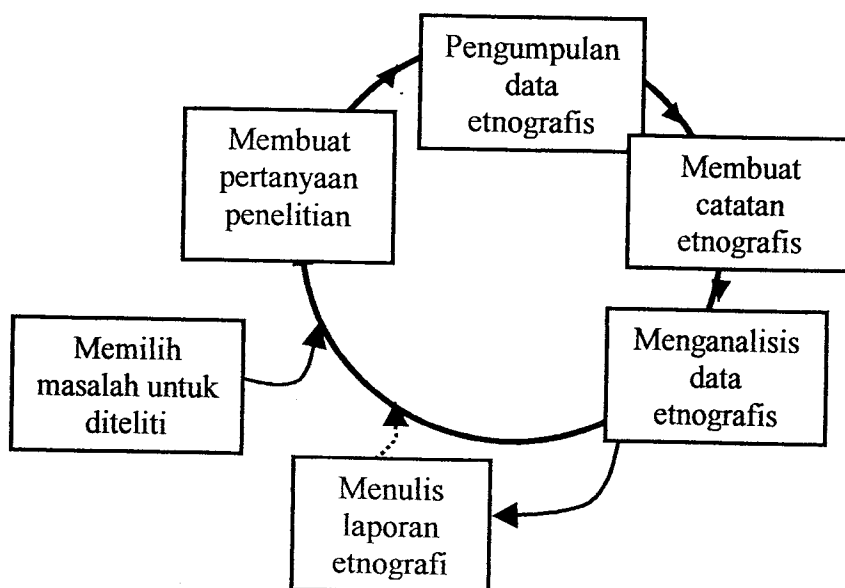 Pengumpulan
data
etnografis
Membuat
pertanyaan
penelitian
Membuat
catatan
etnografis
Memilih
masalah untuk
diteliti
Menganalisis
data
etnografis
Menulis
laporan
etnografi